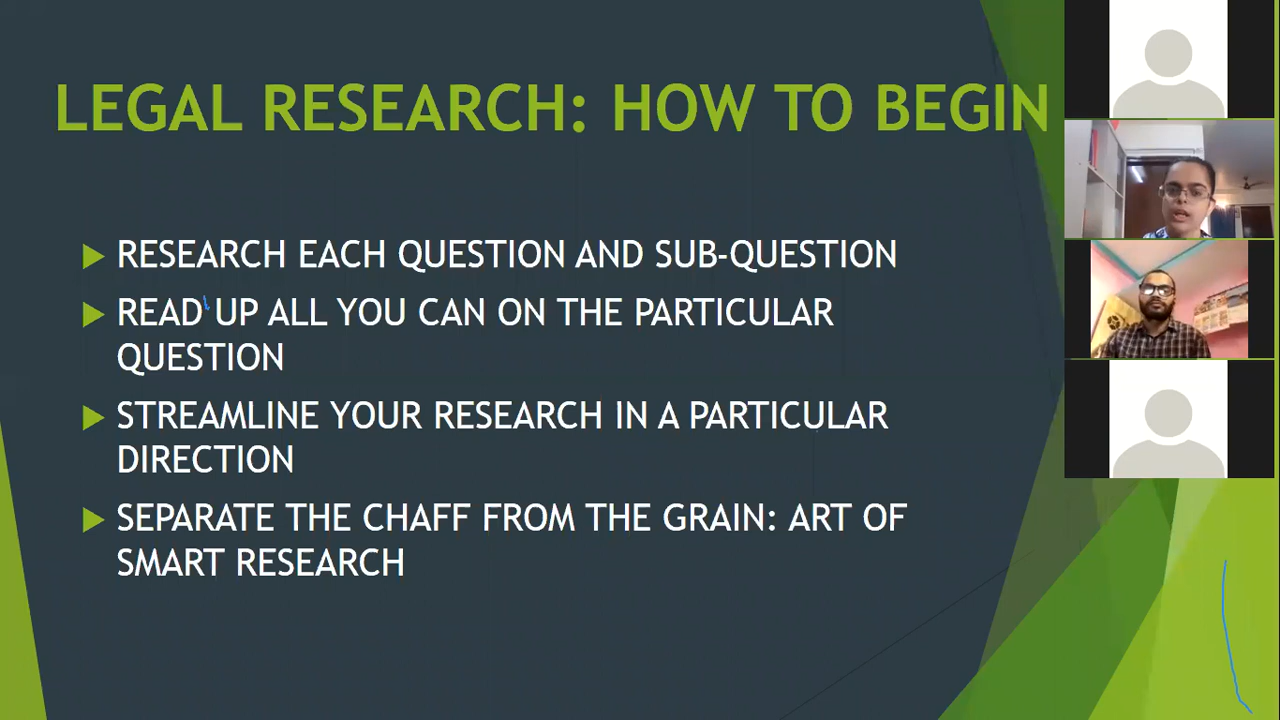 LEGAL RESEARCH: HOW TO BEGIN
RESEARCH EACH QUESTION AND SUB-QUESTION
READ UP ALL YOU CAN ON THE PARTICULAR
QUESTION
STREAMLINE YOUR RESEARCH IN A PARTICULAR
DIRECTION
SEPARATE THE CHAFF FROM THE GRAIN: ART OF
SMART RESEARCH